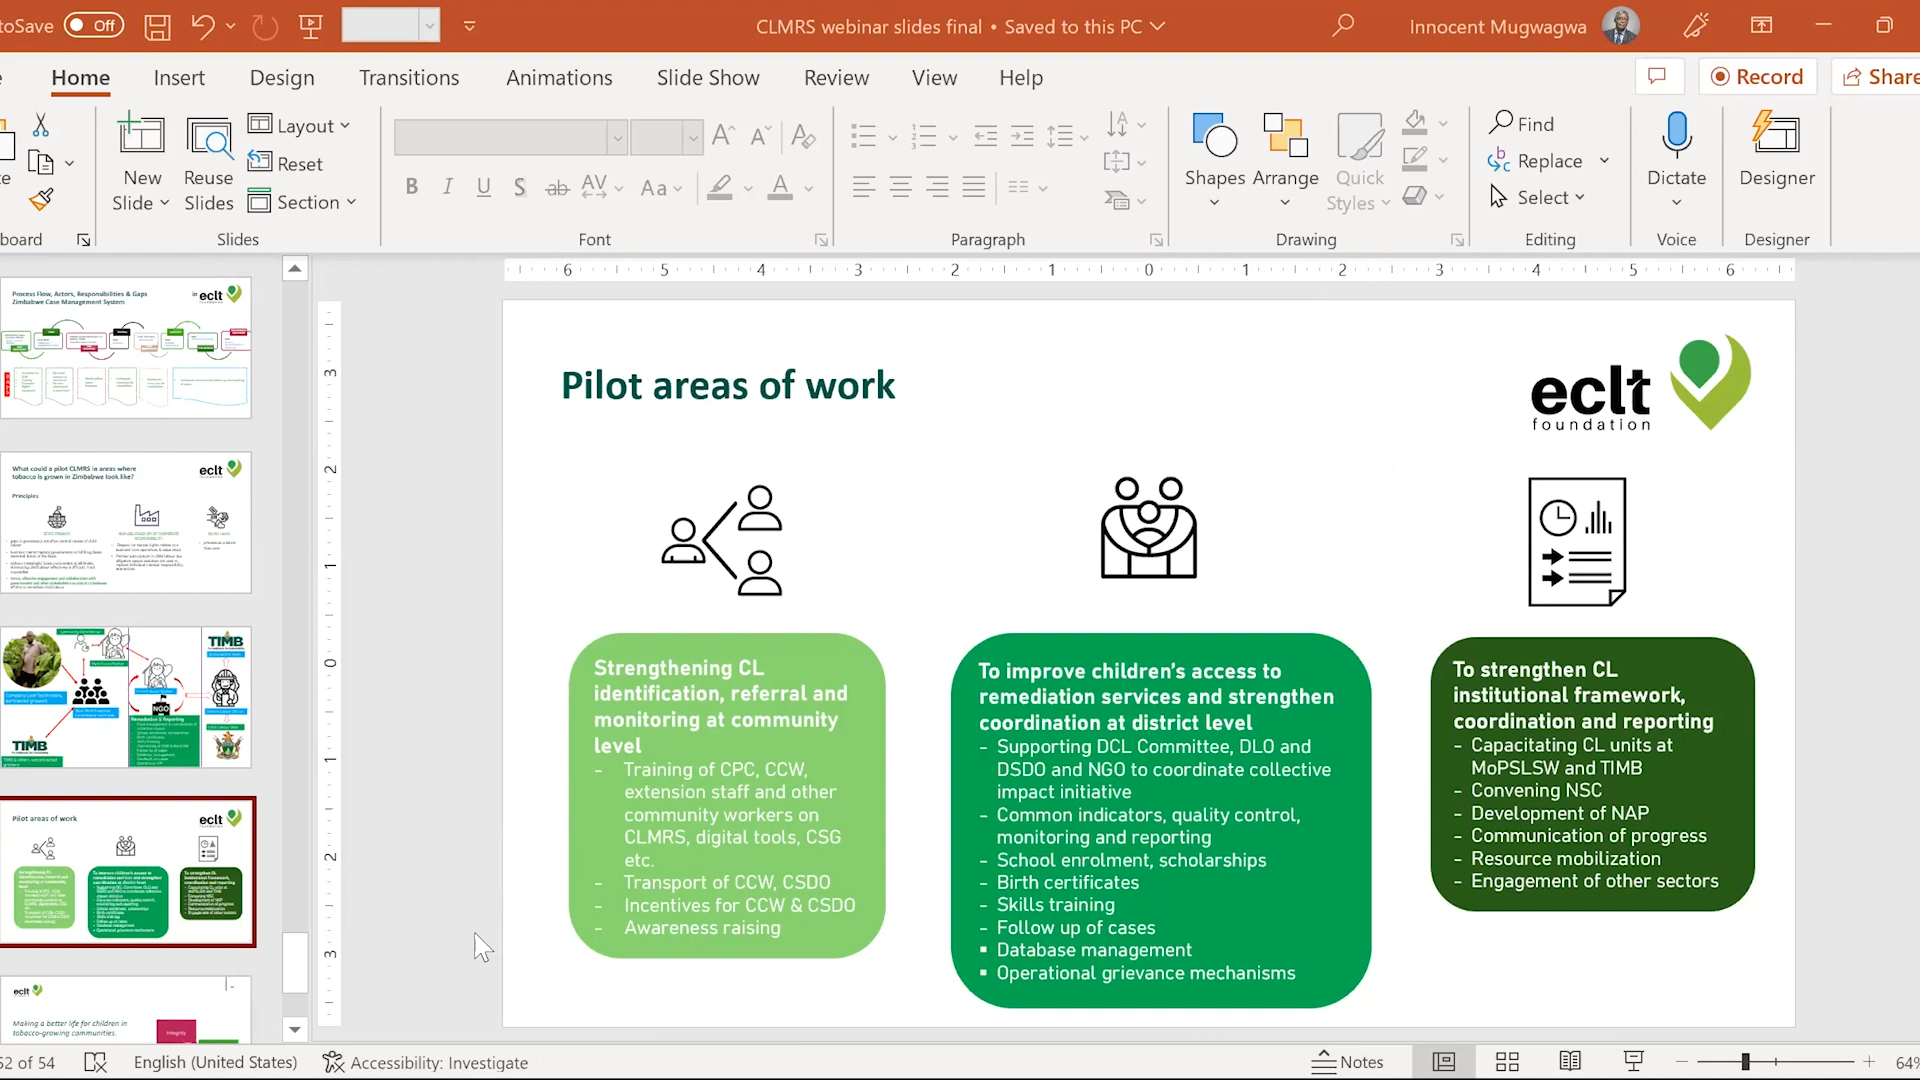 toSave Off
CLMRS webinar slides final • Saved to this PC
Innocent Mugwagwa
Home Insert Design Transitions Animations Slide Show Review View Help
Record Share
New Slide
Reuse Slides
Layout
Reset
Section
Shapes Arrange Quick Styles
Find
Replace
Select
Dictate
Designer
board Slides Font Paragraph Drawing Editing Voice Designer
Process Flow, Actors, Responsibilities & Gaps in
Zimbabwe Case Management System
eclt
What could a pilot CLMRS in areas where
tobacco is grown in Zimbabwe look like?
eclt
Principles
TIMB
NGO
Remediation & Reporting
TIMB
Pilot areas of work
eclt
eclt
Making a better life for children in
tobacco-growing communities.
Integrity
Pilot areas of work
eclt
foundation
Strengthening CL
identification, referral and
monitoring at community
level
- Training of CPC, CCW,
extension staff and other
community workers on
CLMRS, digital tools, CSG
etc.
- Transport of CCW, CSDO
- Incentives for CCW & CSDO
- Awareness raising
To improve children's access to
remediation services and strengthen
coordination at district level
- Supporting DCL Committee, DLO and
DSDO and NGO to coordinate collective
impact initiative
- Common indicators, quality control,
monitoring and reporting
- School enrolment, scholarships
- Birth certificates
- Skills training
- Follow up of cases
▪ Database management
▪ Operational grievance mechanisms
To strengthen CL
institutional framework,
coordination and reporting
- Capacitating CL units at
MoPSLSW and TIMB
- Convening NSC
- Development of NAP
- Communication of progress
- Resource mobilization
- Engagement of other sectors
52 of 54 English (United States) Accessibility: Investigate
Notes 64%